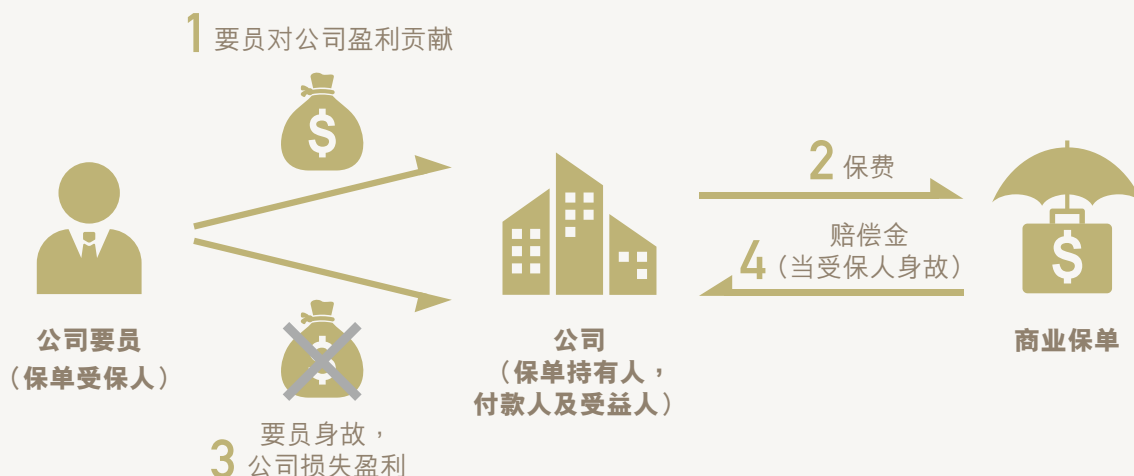 1 要员对公司盈利贡献
$
2 保费
4 赔偿金
（当受保人身故）
$
公司要员
（保单受保人）
$
公司
（保单持有人，
付款人及受益人）
商业保单
3 要员身故，
公司损失盈利